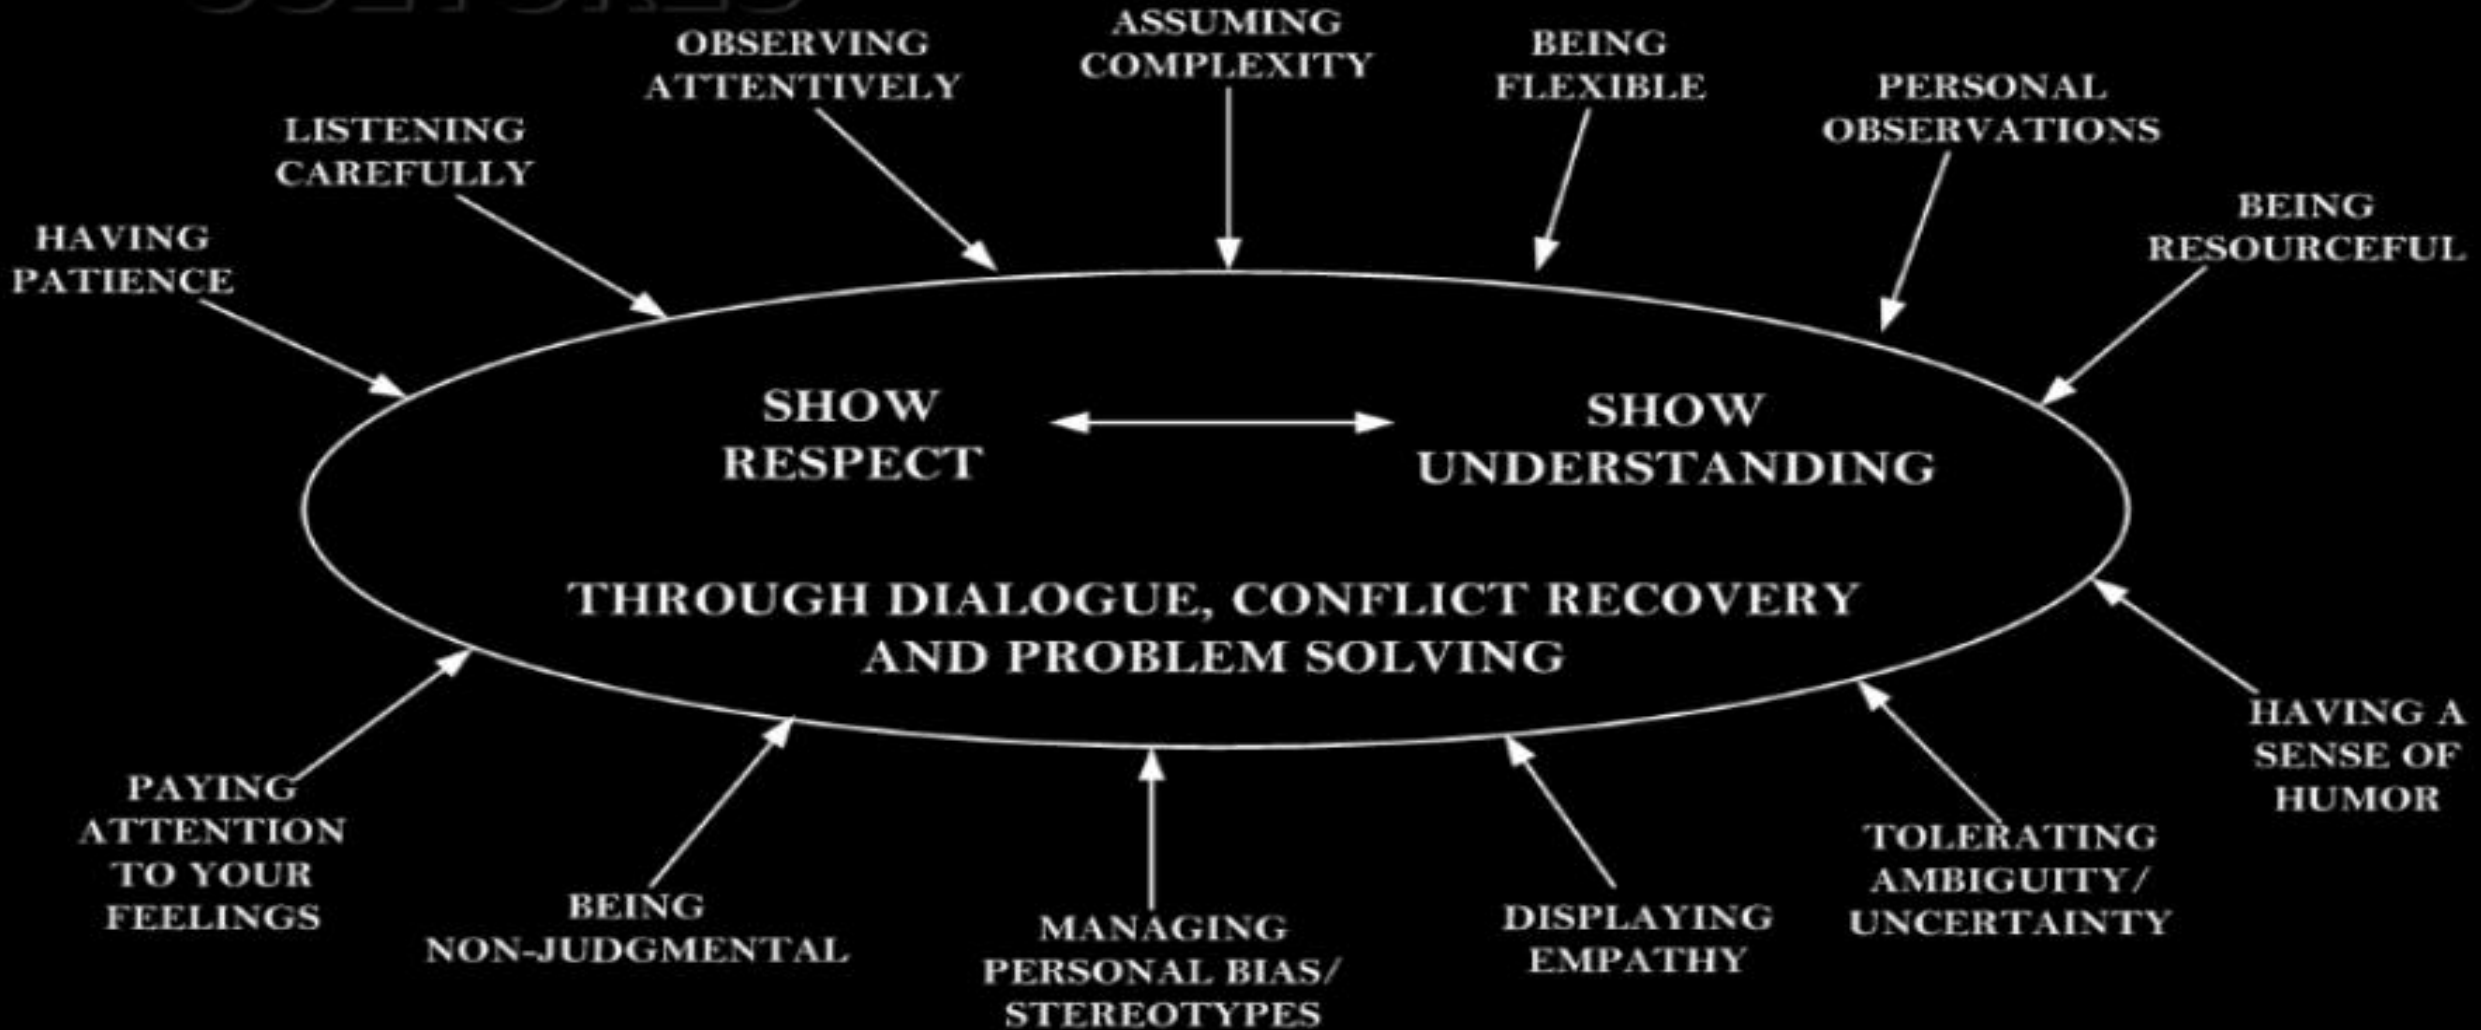 ASSUMING
COMPLEXITY
OBSERVING
ATTENTIVELY
BEING
FLEXIBLE
PERSONAL
OBSERVATIONS
LISTENING
CAREFULLY
BEING
RESOURCEFUL
HAVING
PATIENCE
SHOW
RESPECT
SHOW
UNDERSTANDING
THROUGH DIALOGUE, CONFLICT RECOVERY
AND PROBLEM SOLVING
HAVING A
SENSE OF
HUMOR
PAYING
ATTENTION
TO YOUR
FEELINGS
BEING
NON-JUDGMENTAL
MANAGING
PERSONAL BIAS/
STEREOTYPES
DISPLAYING
EMPATHY
TOLERATING
AMBIGUITY/
UNCERTAINTY